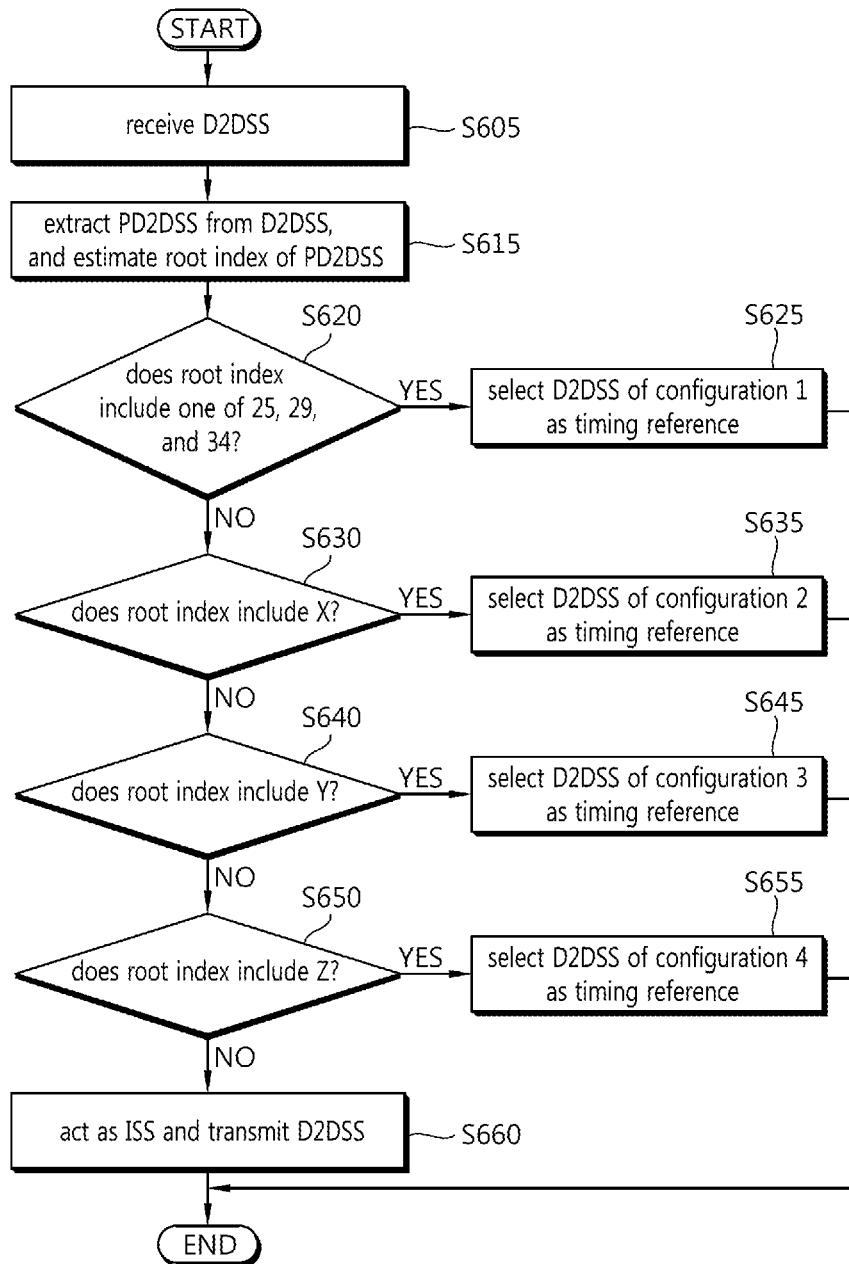 START
receive D2DSS
S605
extract PD2DSS from D2DSS,
and estimate root index of PD2DSS
S615
S620
does root index
include one of 25, 29,
and 34?
YES
S625
select D2DSS of configuration 1
as timing reference
NO
S630
does root index include X?
YES
S635
select D2DSS of configuration 2
as timing reference
NO
S640
does root index include Y?
YES
S645
select D2DSS of configuration 3
as timing reference
NO
S650
does root index include Z?
YES
S655
select D2DSS of configuration 4
as timing reference
NO
act as ISS and transmit D2DSS
S660
END